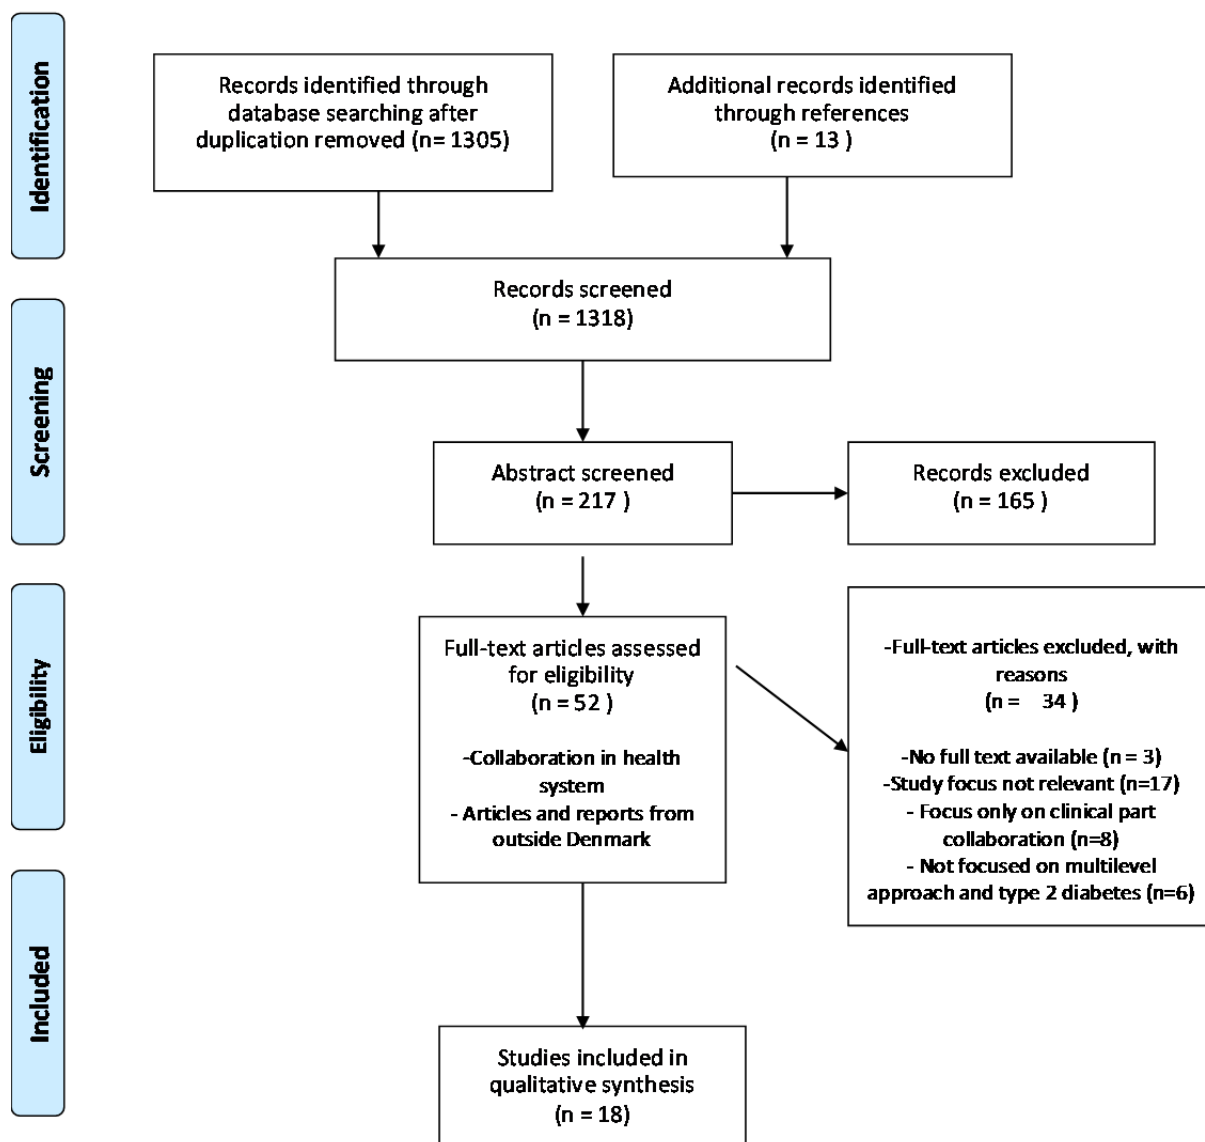 Identification
Records identified through
database searching after
duplication removed (n= 1305)
Additional records identified
through references
(n = 13 )
Records screened
(n = 1318)
Screening
Abstract screened
(n = 217 )
Records excluded
(n = 165 )
Eligibility
Full-text articles assessed
for eligibility
(n = 52 )
-Collaboration in health
system
- Articles and reports from
outside Denmark
-Full-text articles excluded, with
reasons
(n = 34 )
-No full text available (n = 3)
-Study focus not relevant (n=17)
- Focus only on clinical part
collaboration (n=8)
- Not focused on multilevel
approach and type 2 diabetes (n=6)
Included
Studies included in
qualitative synthesis
(n = 18)